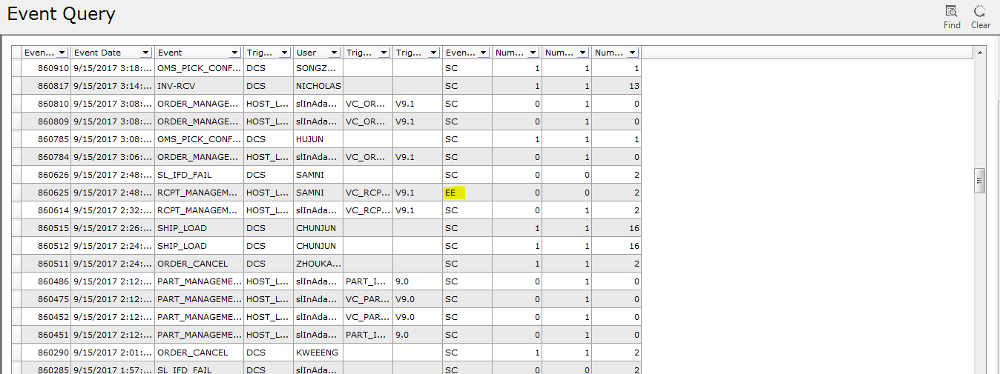 Event Query
Find Clear
Even... Event Date Event Trig... User Trig... Trig... Even... Num... Num... Num...
860910 9/15/2017 3:18:... OMS_PICK_CONF... DCS SONGZ... SC 1 1 1
860817 9/15/2017 3:14:... INV-RCV DCS NICHOLAS SC 1 1 13
860810 9/15/2017 3:08:... ORDER_MANAGE... HOST_L... slInAda... VC_OR... V9.1 SC 0 1 0
860809 9/15/2017 3:08:... ORDER_MANAGE... HOST_L... slInAda... VC_OR... V9.1 SC 0 1 0
860785 9/15/2017 3:08:... OMS_PICK_CONF... DCS HUJUN SC 1 1 1
860784 9/15/2017 3:06:... ORDER_MANAGE... HOST_L... slInAda... VC_OR... V9.1 SC 0 1 0
860626 9/15/2017 2:48:... SL_IFD_FAIL DCS SAMNI SC 0 0 2
860625 9/15/2017 2:48:... RCPT_MANAGEM... HOST_L... SAMNI VC_RCP... V9.1 EE 0 0 2
860614 9/15/2017 2:32:... RCPT_MANAGEM... HOST_L... slInAda... VC_RCP... V9.1 SC 0 1 2
860515 9/15/2017 2:26:... SHIP_LOAD DCS CHUNJUN SC 1 1 16
860512 9/15/2017 2:24:... SHIP_LOAD DCS CHUNJUN SC 1 1 16
860511 9/15/2017 2:24:... ORDER_CANCEL DCS ZHOUKA... SC 1 1 2
860486 9/15/2017 2:12:... PART_MANAGEME... HOST_L... slInAda... PART_I... 9.0 SC 0 1 0
860475 9/15/2017 2:12:... PART_MANAGEME... HOST_L... slInAda... VC_PAR... V9.0 SC 0 1 0
860452 9/15/2017 2:12:... PART_MANAGEME... HOST_L... slInAda... VC_PAR... V9.0 SC 0 1 0
860451 9/15/2017 2:12:... PART_MANAGEME... HOST_L... slInAda... PART_I... 9.0 SC 0 1 0
860290 9/15/2017 2:01:... ORDER_CANCEL DCS KWEEENG SC 1 1 2
860285 9/15/2017 1:57:... SL_IFD_FAIL DCS slInAda... SC 0 0 2